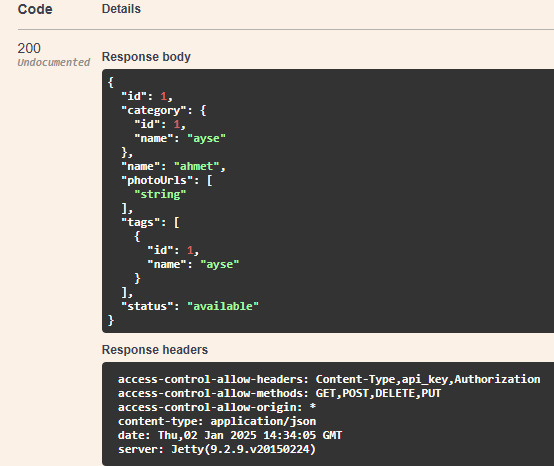 Code Details
200
Undocumented
Response body
{
  "id": 1,
  "category": {
    "id": 1,
    "name": "ayse"
  },
  "name": "ahmet",
  "photoUrls": [
    "string"
  ],
  "tags": [
    {
      "id": 1,
      "name": "ayse"
    }
  ],
  "status": "available"
}
Response headers
access-control-allow-headers: Content-Type,api_key,Authorization
access-control-allow-methods: GET,POST,DELETE,PUT
access-control-allow-origin: *
content-type: application/json
date: Thu,02 Jan 2025 14:34:05 GMT
server: Jetty(9.2.9.v20150224)